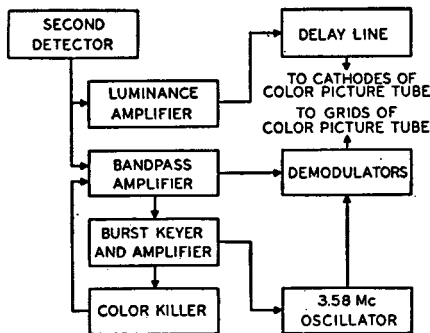 SECOND
DETECTOR
DELAY LINE
TO CATHODES OF
COLOR PICTURE TUBE
TO GRIDS OF
COLOR PICTURE TUBE
LUMINANCE
AMPLIFIER
BANDPASS
AMPLIFIER
DEMODULATORS
BURST KEYER
AND AMPLIFIER
COLOR KILLER
3.58 Mc
OSCILLATOR